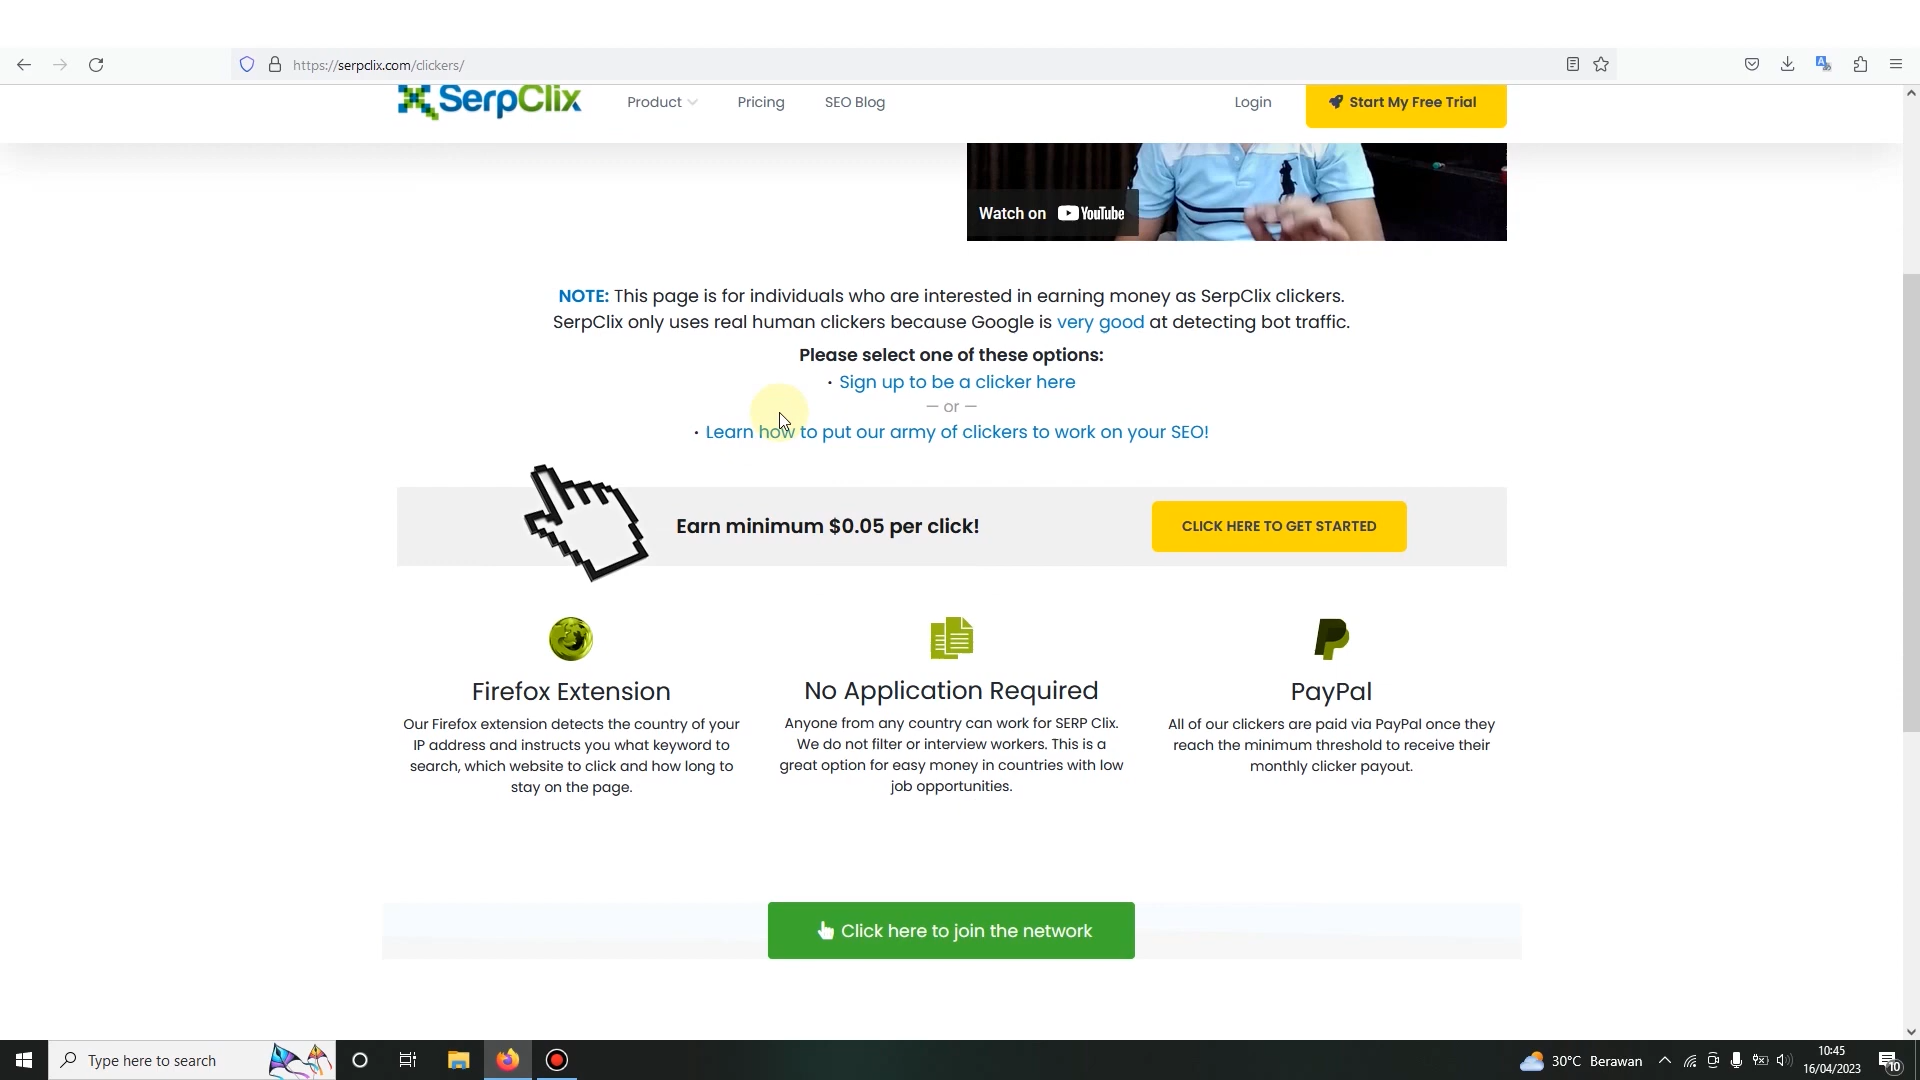 https://serpclix.com/clickers/
SerpClix
Product
Pricing
SEO Blog
Login
Start My Free Trial
Watch on YouTube
NOTE: This page is for individuals who are interested in earning money as SerpClix clickers.
SerpClix only uses real human clickers because Google is very good at detecting bot traffic.
Please select one of these options:
• Sign up to be a clicker here
— or —
• Learn how to put our army of clickers to work on your SEO!
Earn minimum $0.05 per click!
CLICK HERE TO GET STARTED
Firefox Extension
Our Firefox extension detects the country of your
IP address and instructs you what keyword to
search, which website to click and how long to
stay on the page.
No Application Required
Anyone from any country can work for SERP Clix.
We do not filter or interview workers. This is a
great option for easy money in countries with low
job opportunities.
PayPal
All of our clickers are paid via PayPal once they
reach the minimum threshold to receive their
monthly clicker payout.
Click here to join the network
Type here to search
30°C Berawan
10:45
16/04/2023
10